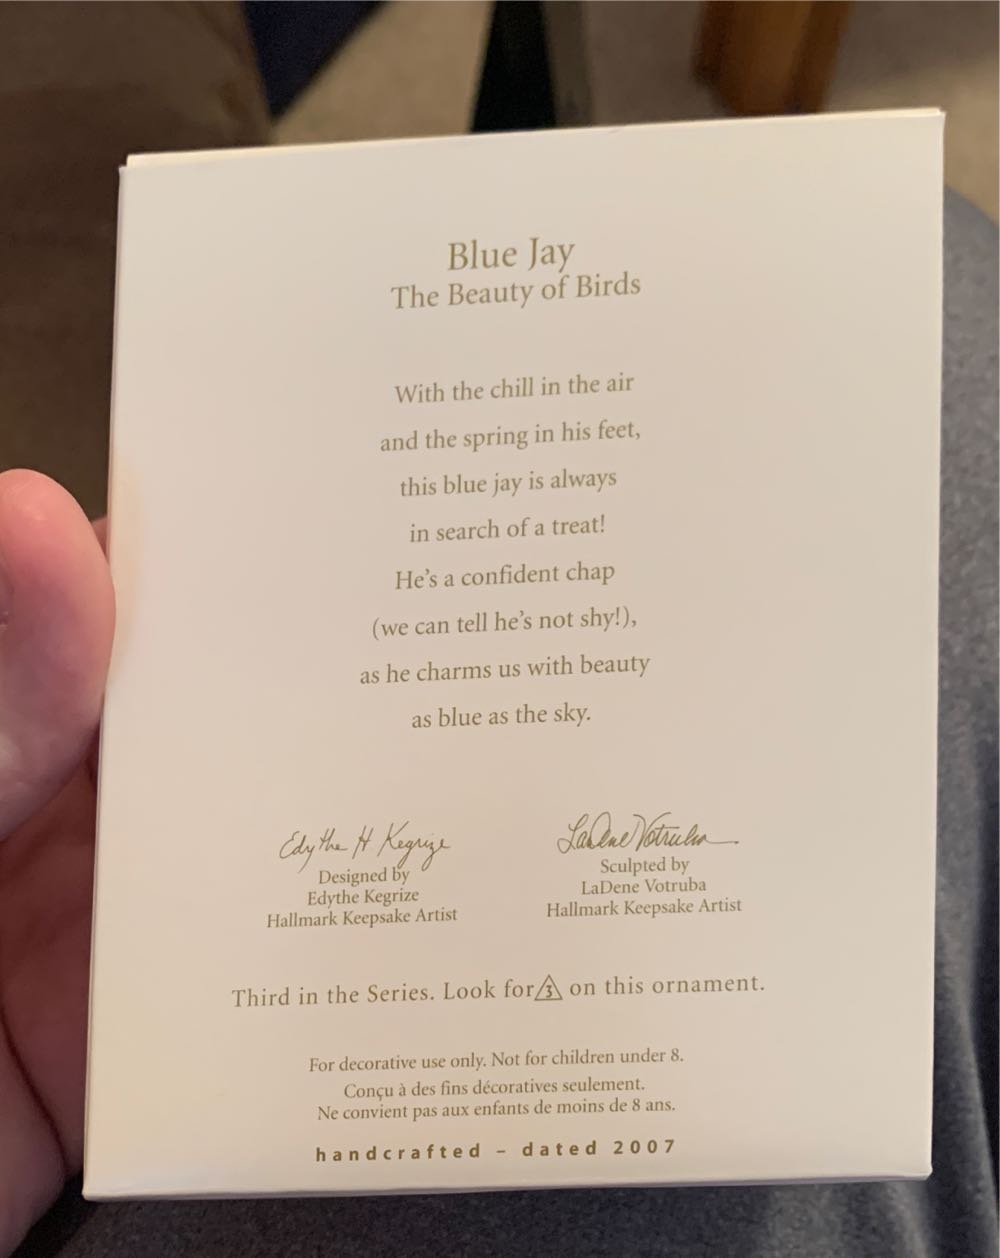 Blue Jay
The Beauty of Birds
With the chill in the air
and the spring in his feet,
this blue jay is always
in search of a treat!
He's a confident chap
(we can tell he's not shy!),
as he charms us with beauty
as blue as the sky.
Edythe H Kegrize
Designed by
Edythe Kegrize
Hallmark Keepsake Artist
LaDene Votruba
Sculpted by
LaDene Votruba
Hallmark Keepsake Artist
Third in the Series. Look for 3 on this ornament.
For decorative use only. Not for children under 8.
Conçu à des fins décoratives seulement.
Ne convient pas aux enfants de moins de 8 ans.
handcrafted – dated 2007